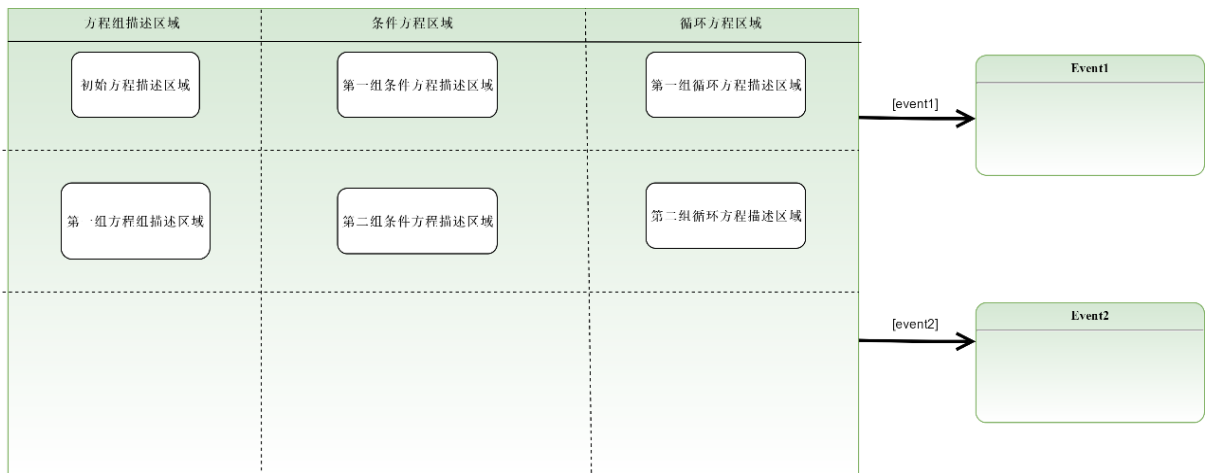 方程组描述区域
条件方程区域
循环方程区域
初始方程描述区域
第一组条件方程描述区域
第一组循环方程描述区域
[event1]
Event1
第一组方程组描述区域
第二组条件方程描述区域
第二组循环方程描述区域
[event2]
Event2